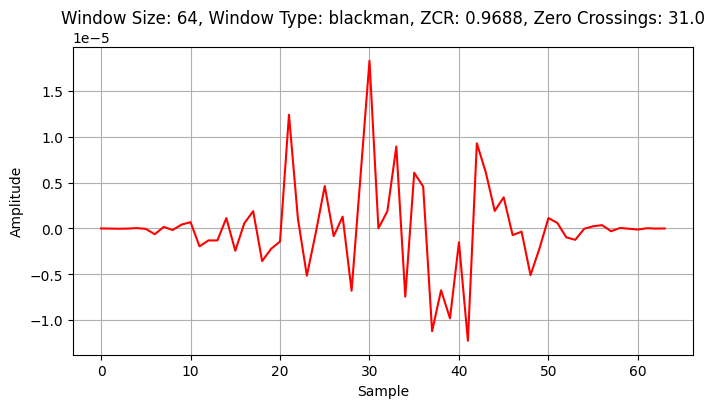 Window Size: 64, Window Type: blackman, ZCR: 0.9688, Zero Crossings: 31.0
1e−5
1.5
1.0
0.5
0.0
−0.5
−1.0
Amplitude
0 10 20 30 40 50 60
Sample